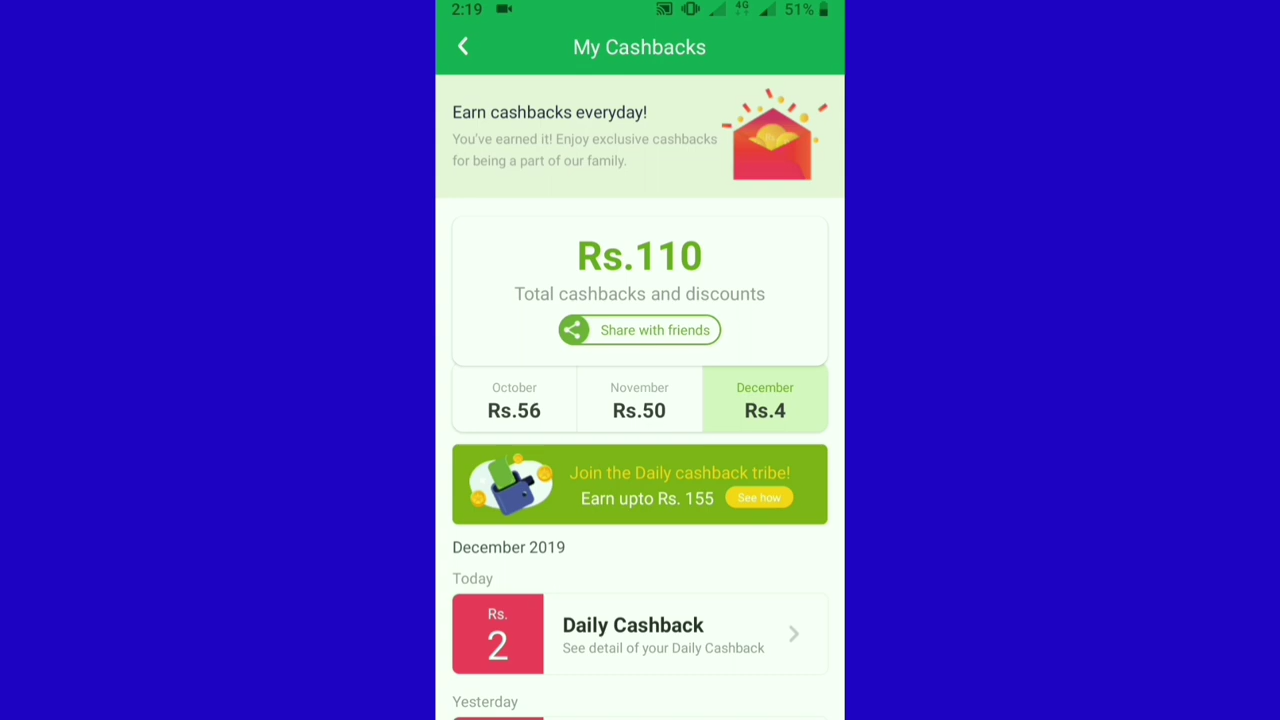 2:19
4G
51%
My Cashbacks
Earn cashbacks everyday!
You've earned it! Enjoy exclusive cashbacks
for being a part of our family.
Rs.110
Total cashbacks and discounts
Share with friends
October
November
December
Rs.56
Rs.50
Rs.4
Join the Daily cashback tribe!
Earn upto Rs. 155
See how
December 2019
Today
Rs.
2
Daily Cashback
See detail of your Daily Cashback
Yesterday